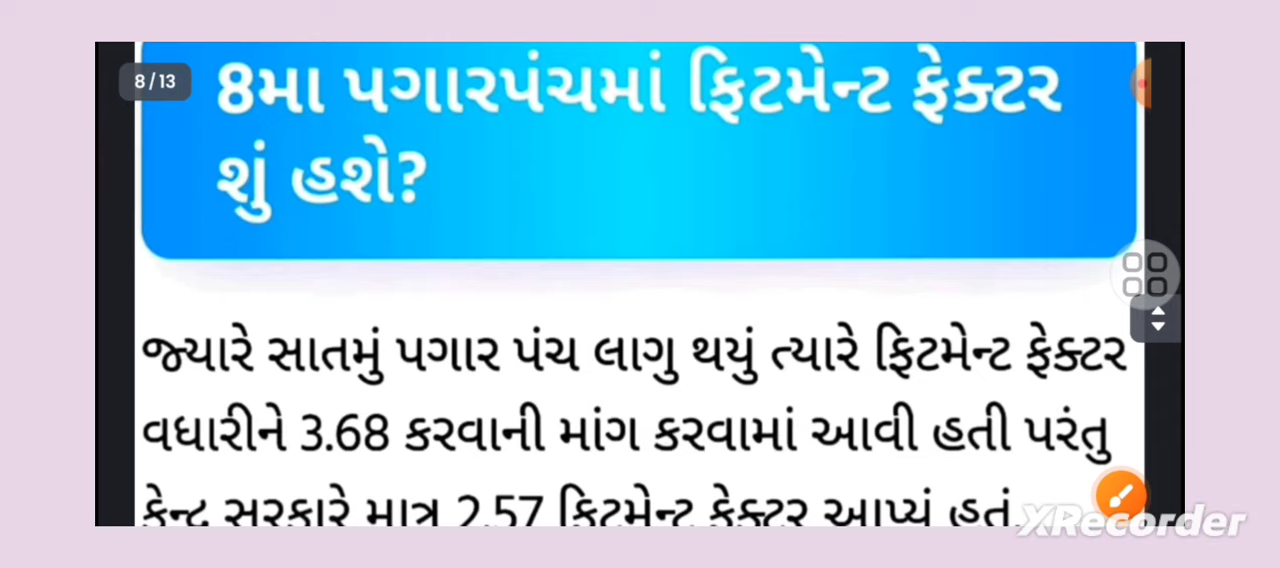 8મા પગારપંચમાં ફિટમેન્ટ ફેક્ટર
8/13
શું હશે?
જ્યારે સાતમું પગાર પંચ લાગુ થયું ત્યારે ફિટમેન્ટ ફેક્ટર
વધારીને 3.68 કરવાની માંગ કરવામાં આવી હતી પરંતુ
કેન્દ્ર સરકારે માત્ર 2.57 ફિટમેન્ટ ફેક્ટર આપ્યું હતું.
XRecorder